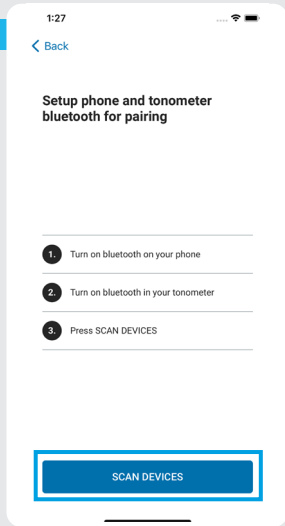 1:27
Back
Setup phone and tonometer
bluetooth for pairing
1. Turn on bluetooth on your phone
2. Turn on bluetooth in your tonometer
3. Press SCAN DEVICES
SCAN DEVICES